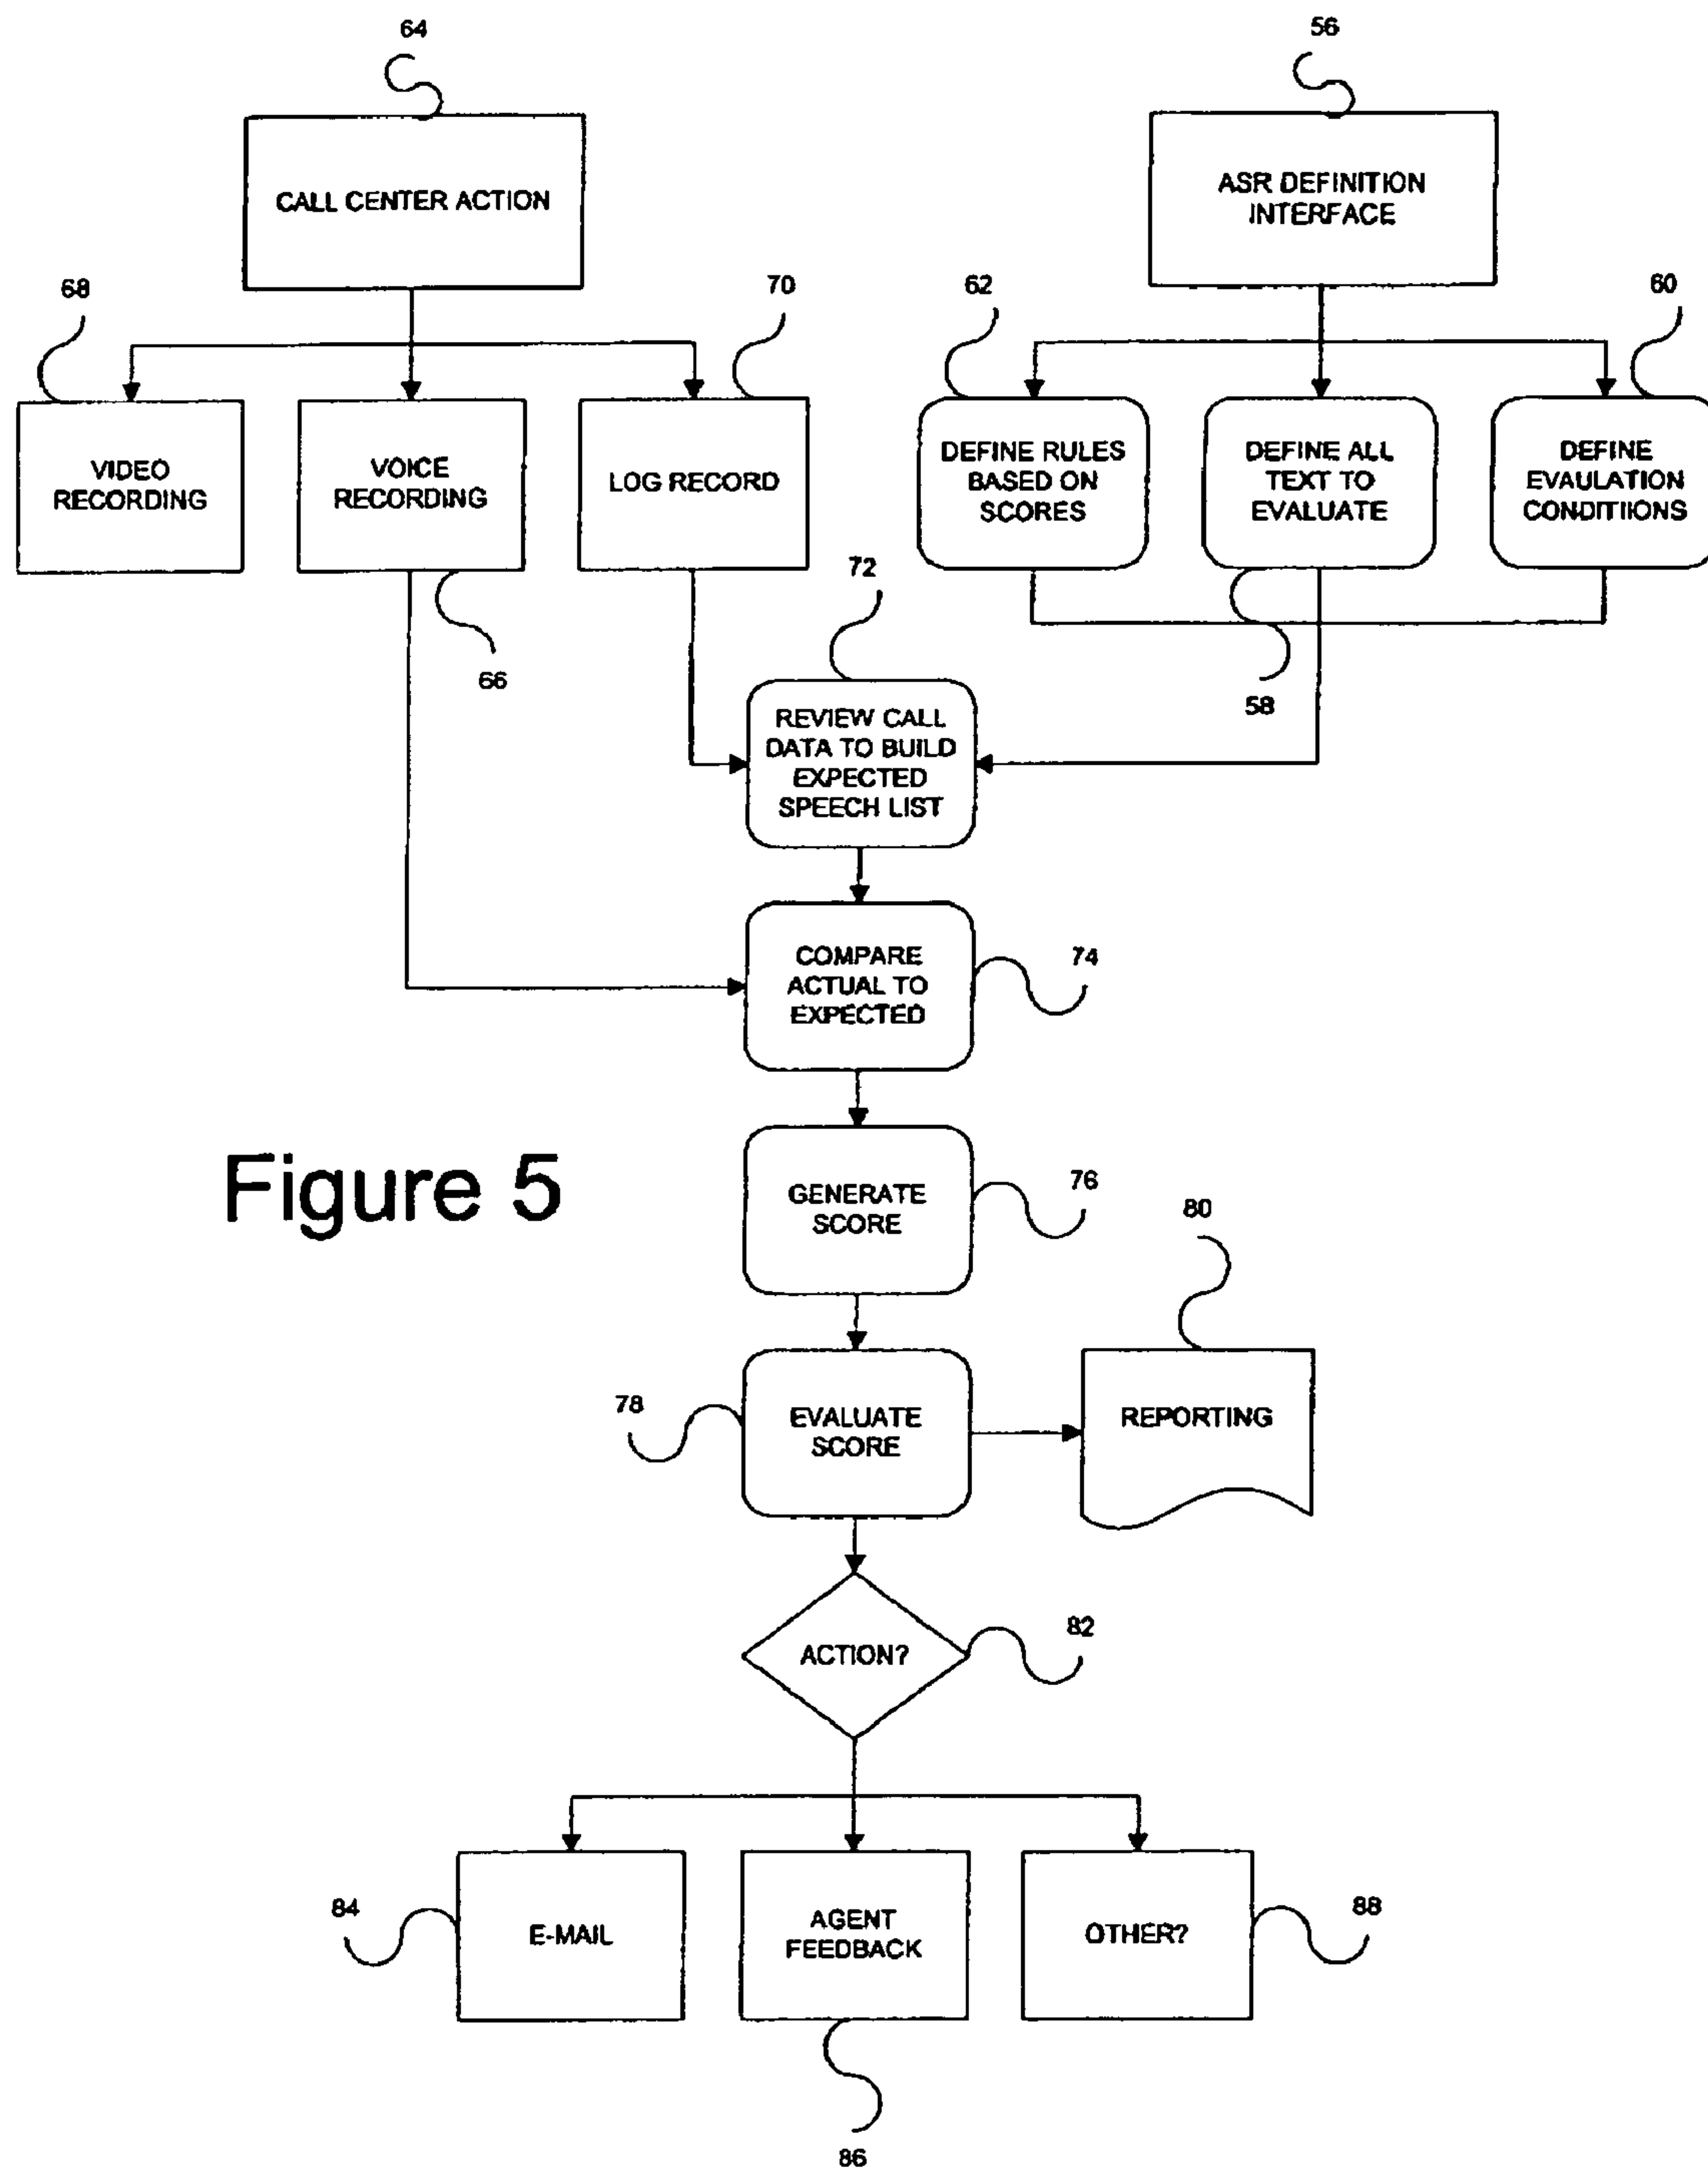 64
56
CALL CENTER ACTION
ASR DEFINITION
INTERFACE
68
70
62
60
VIDEO
RECORDING
VOICE
RECORDING
LOG RECORD
DEFINE RULES
BASED ON
SCORES
DEFINE ALL
TEXT TO
EVALUATE
DEFINE
EVAULATION
CONDITIIONS
72
66
58
REVIEW CALL
DATA TO BUILD
EXPECTED
SPEECH LIST
COMPARE
ACTUAL TO
EXPECTED
74
Figure 5
GENERATE
SCORE
76
80
78
EVALUATE
SCORE
REPORTING
ACTION?
82
84
E-MAIL
AGENT
FEEDBACK
OTHER?
88
86